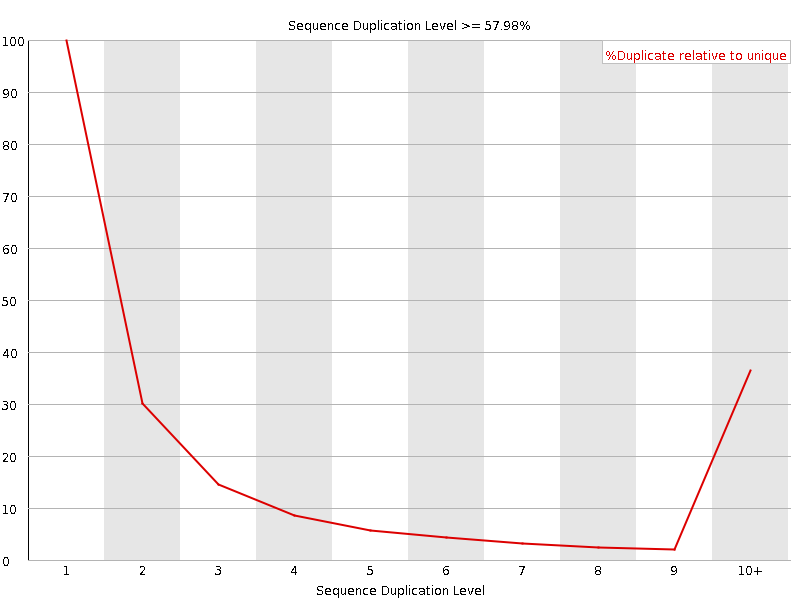 Sequence Duplication Level >= 57.98%
%Duplicate relative to unique
100
90
80
70
60
50
40
30
20
10
0
1 2 3 4 5 6 7 8 9 10+
Sequence Duplication Level